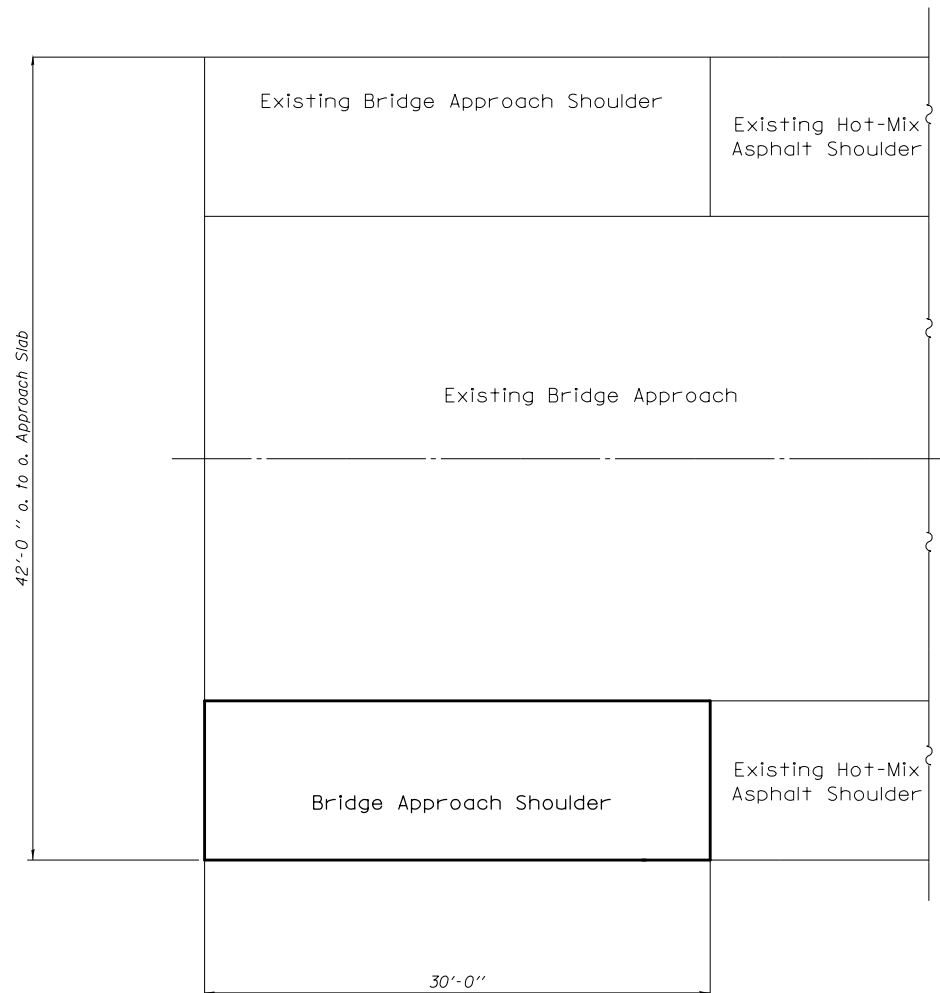 Existing Bridge Approach Shoulder
Existing Hot-Mix
Asphalt Shoulder
42'-0 '' o. to o. Approach Slab
Existing Bridge Approach
Bridge Approach Shoulder
Existing Hot-Mix
Asphalt Shoulder
30'-0''